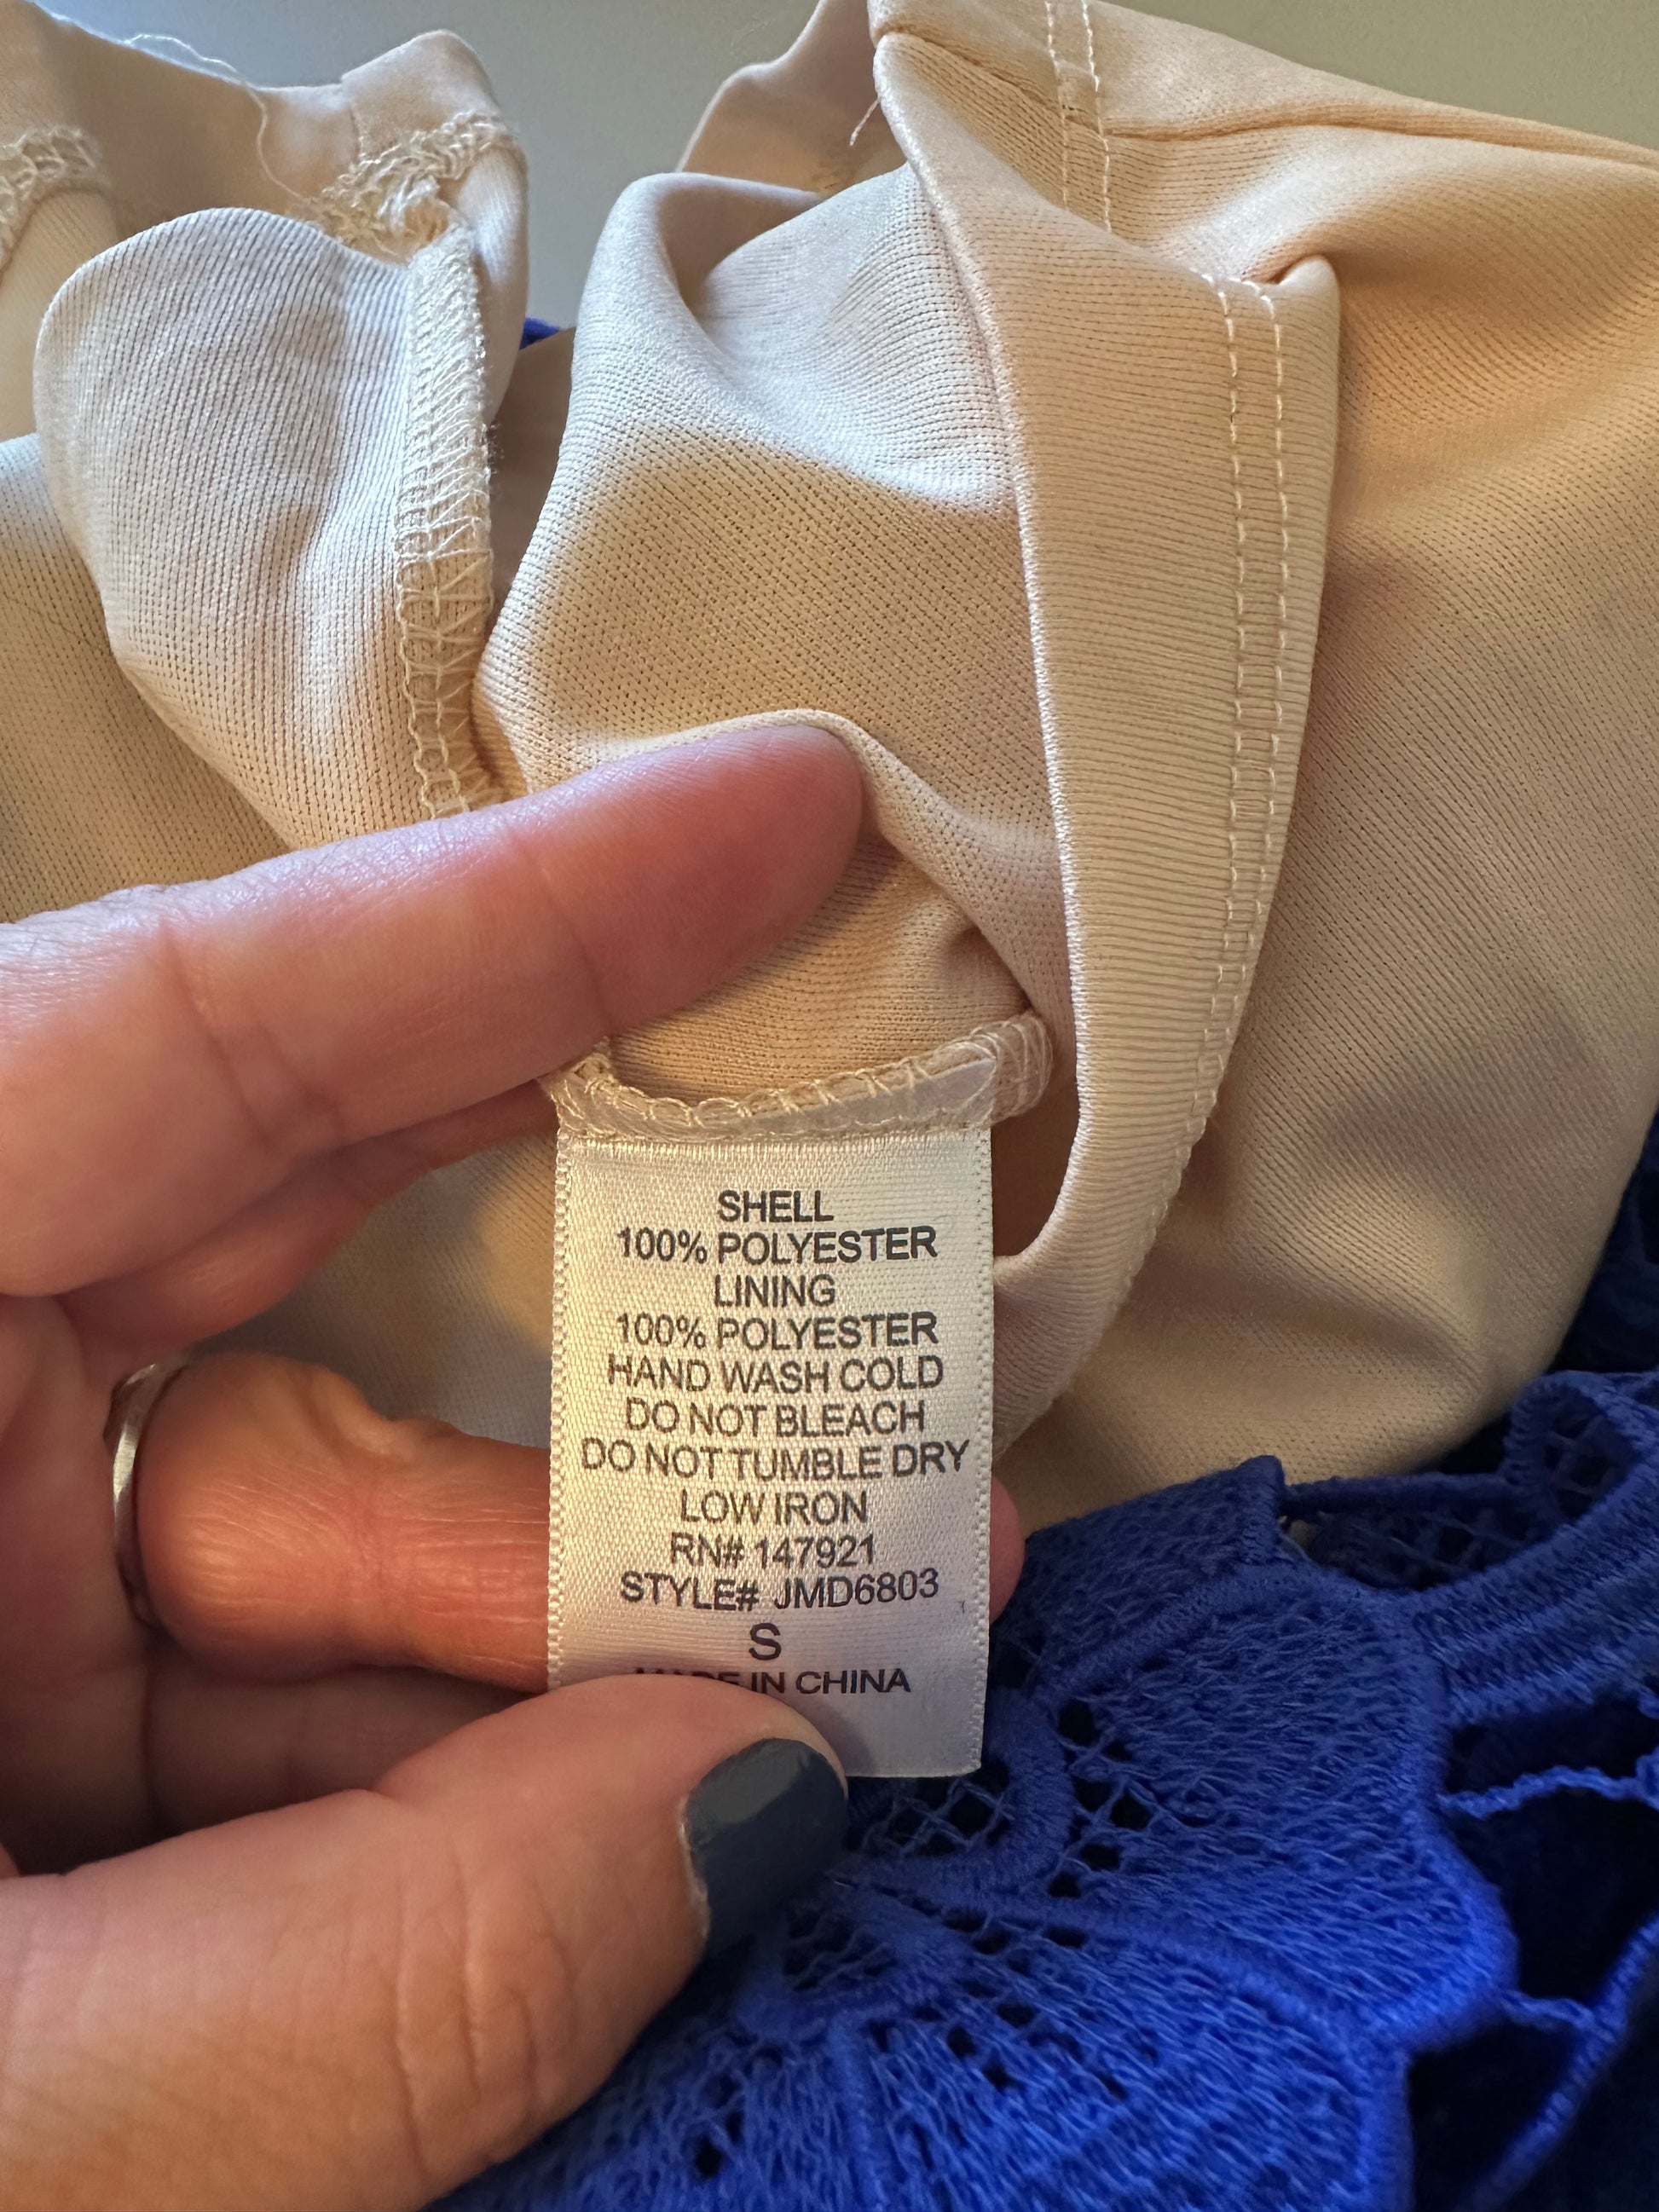 SHELL
100% POLYESTER
LINING
100% POLYESTER
HAND WASH COLD
DO NOT BLEACH
DO NOT TUMBLE DRY
LOW IRON
RN# 147921
STYLE# JMD6803
S
MADE IN CHINA